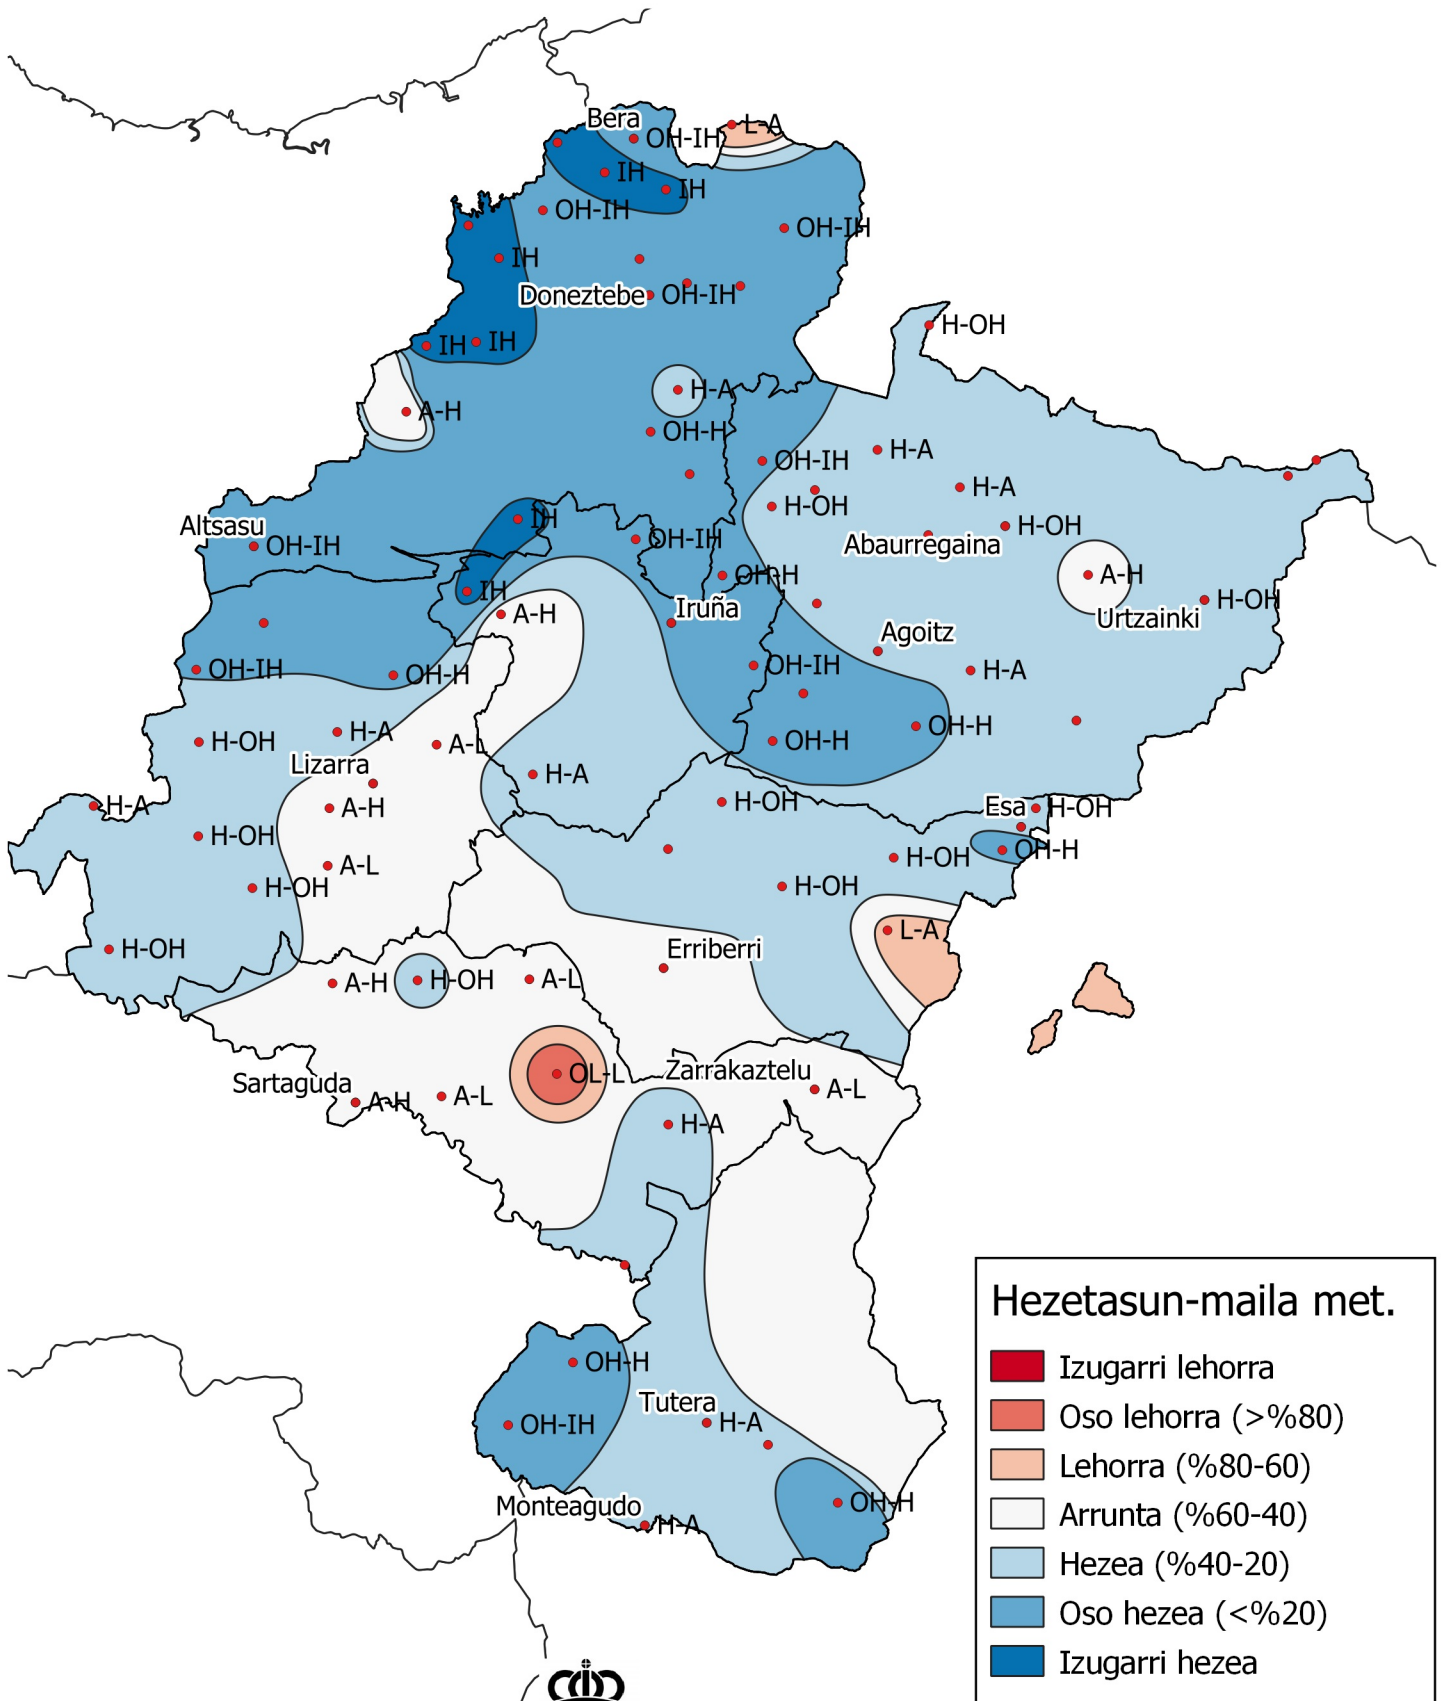 Bera
OH-IH
L-A
IH
IH
OH-IH
OH-IH
IH
Doneztebe
OH-IH
H-OH
IH
IH
H-A
A-H
OH-H
H-A
OH-IH
H-A
H-OH
IH
Altsasu
H-OH
OH-IH
OH-IH
Abaurregaina
OH-H
A-H
IH
H-OH
Iruña
A-H
Urtzainki
Agoitz
OH-IH
OH-IH
H-A
OH-H
OH-H
H-A
H-OH
A-L
OH-H
Lizarra
H-A
H-OH
H-A
A-H
Esa
H-OH
H-OH
OH-H
H-OH
A-L
H-OH
H-OH
L-A
H-OH
Erriberri
A-H
H-OH
A-L
OL-L
Zarrakaztelu
Sartaguda
A-L
A-H
A-L
H-A
Hezetasun-maila met.
Izugarri lehorra
Oso lehorra (>%80)
Lehorra (%80-60)
Arrunta (%60-40)
Hezea (%40-20)
Oso hezea (<%20)
Izugarri hezea
OH-H
Tutera
OH-IH
H-A
Monteagudo
OH-H
H-A